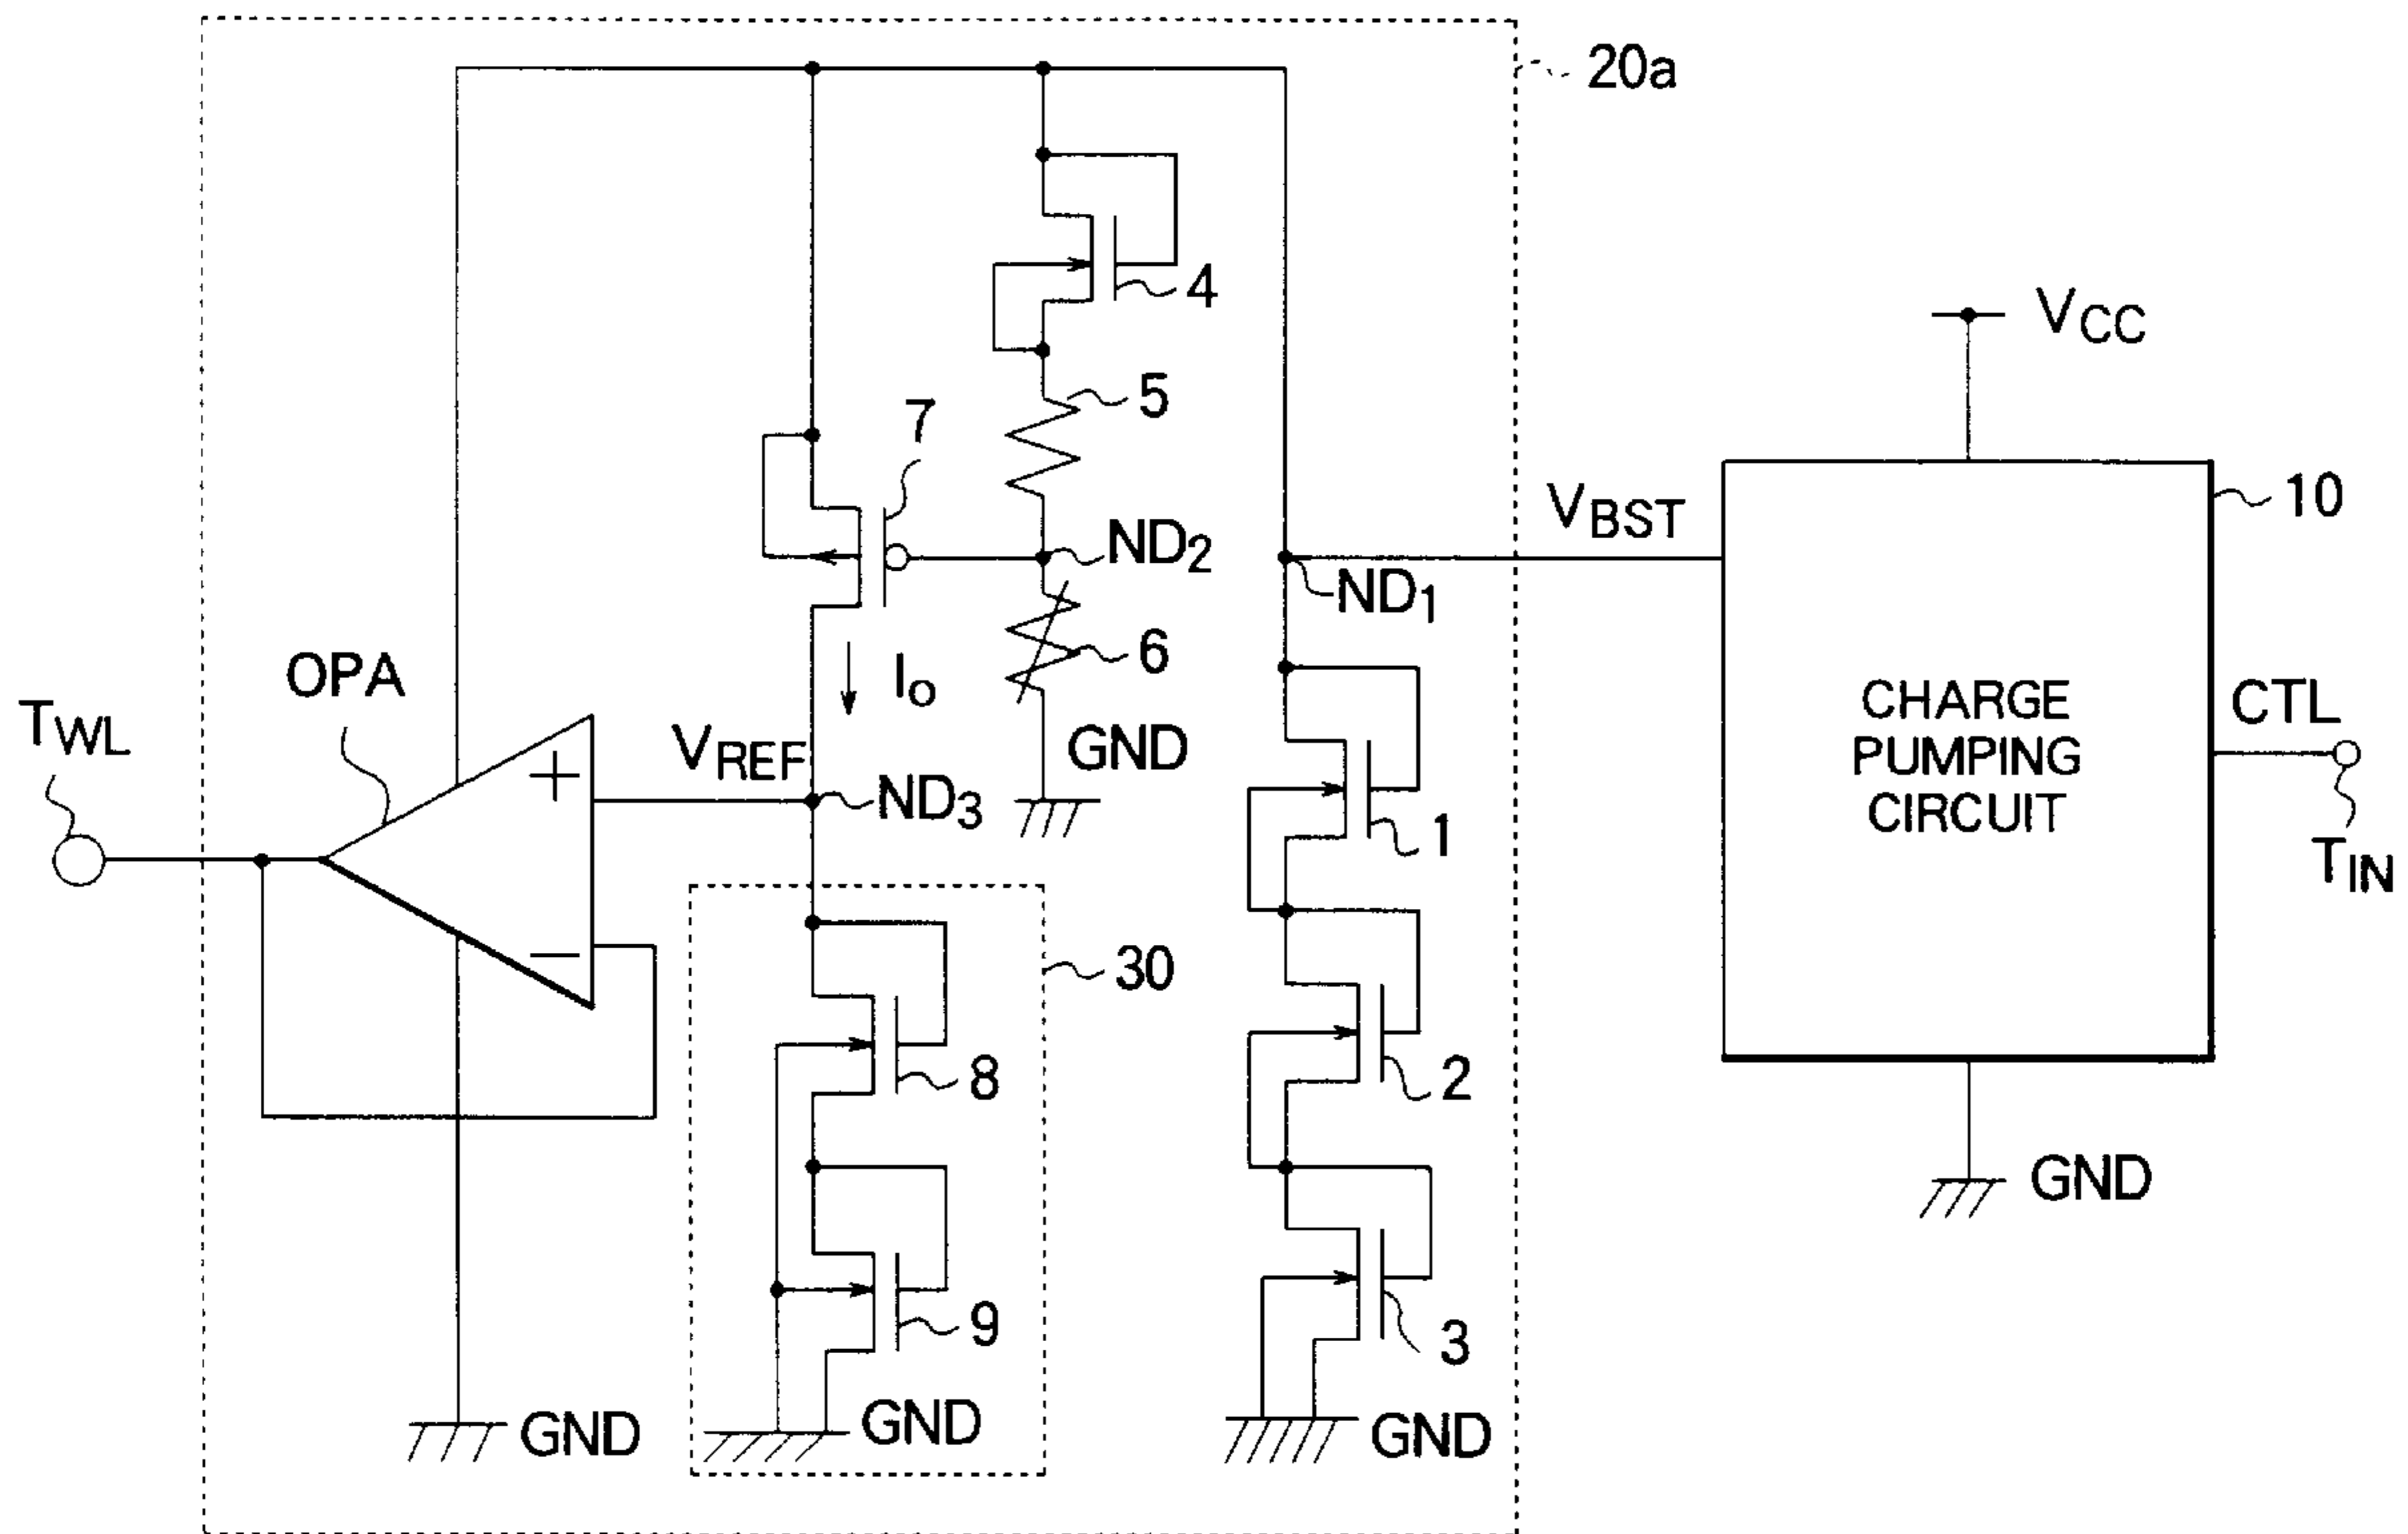 20a
4
VCC
5
7
10
VBST
ND2
ND1
6
OPA
Io
TWL
CHARGE
PUMPING
CIRCUIT
CTL
VREF
GND
+
ND3
1
TIN
−
30
8
2
GND
9
3
GND
GND
GND